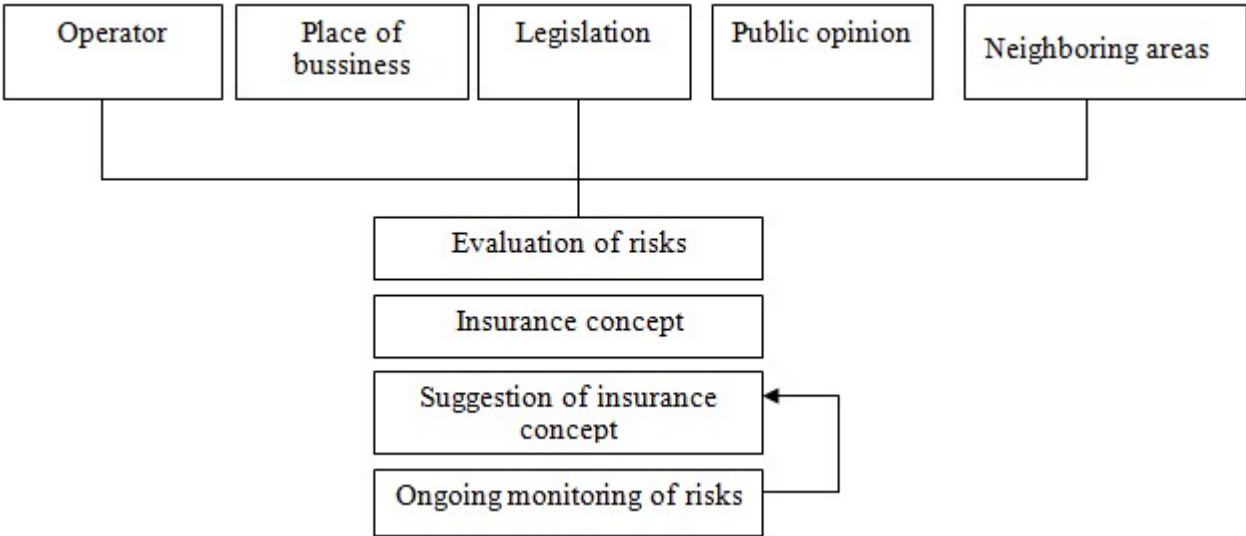 Operator
Place of
bussiness
Legislation
Public opinion
Neighboring areas
Evaluation of risks
Insurance concept
Suggestion of insurance
concept
Ongoing monitoring of risks